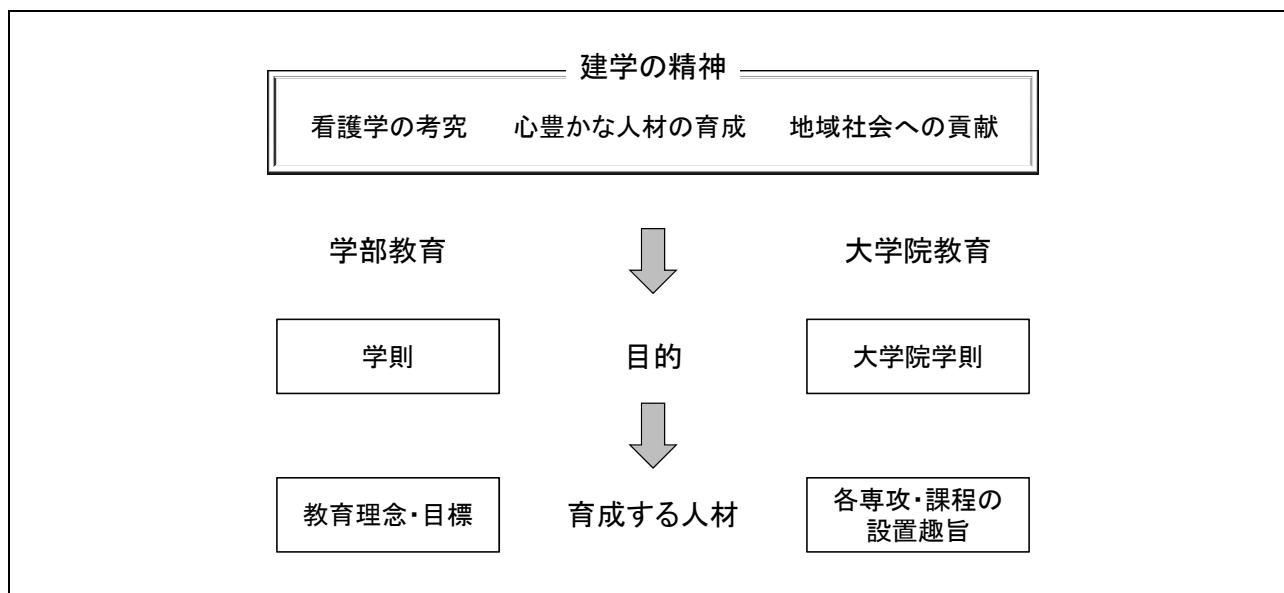 建学の精神
看護学の考究　心豊かな人材の育成　地域社会への貢献
学部教育　大学院教育
学則　目的　大学院学則
教育理念・目標　育成する人材　各専攻・課程の
設置趣旨